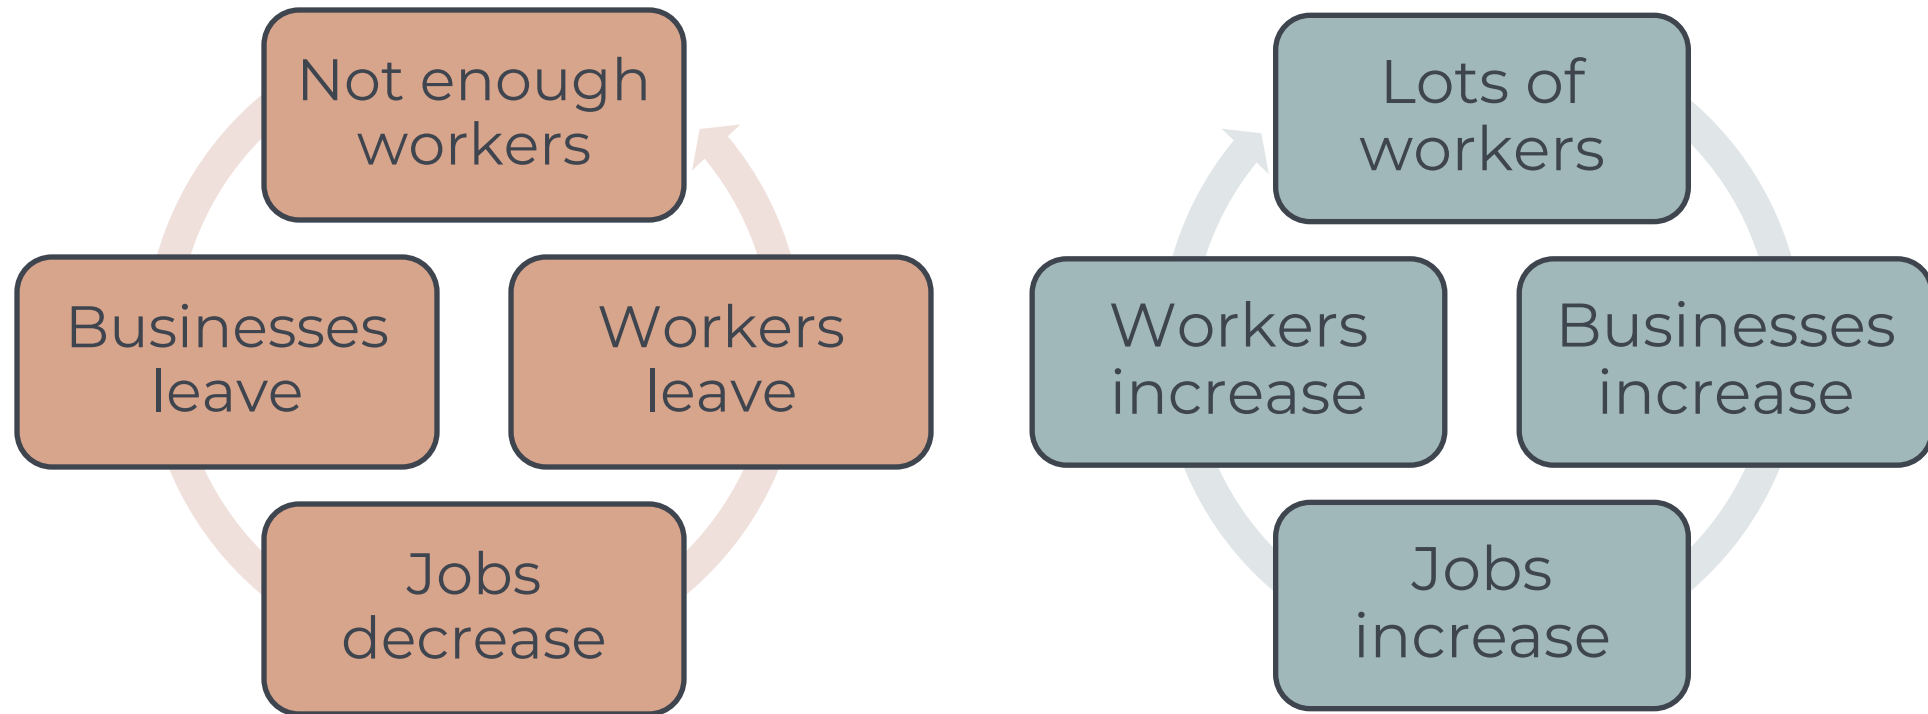 Not enough
workers
Businesses
leave
Workers
leave
Jobs
decrease
Lots of
workers
Workers
increase
Businesses
increase
Jobs
increase